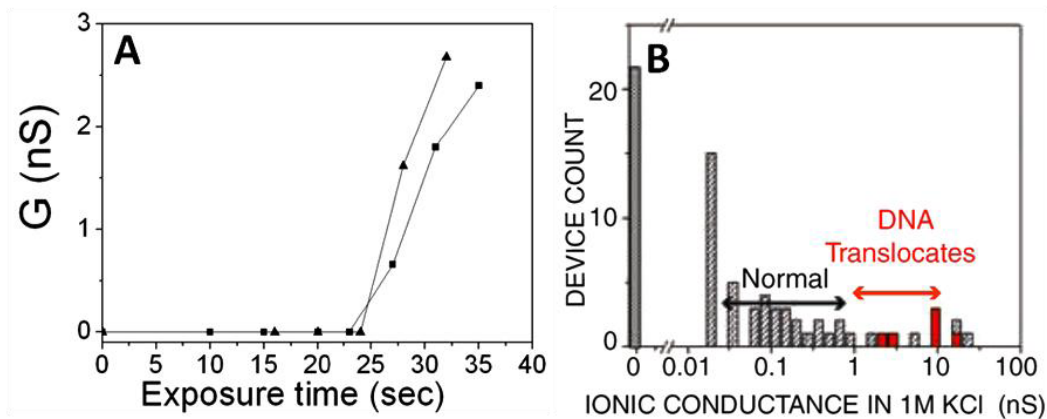 A
G (nS)
3
2
1
0
0 5 10 15 20 25 30 35 40
Exposure time (sec)
B
DEVICE COUNT
20
10
0
DNA
Translocates
Normal
0 0.01 0.1 1 10 100
IONIC CONDUCTANCE IN 1M KCl (nS)